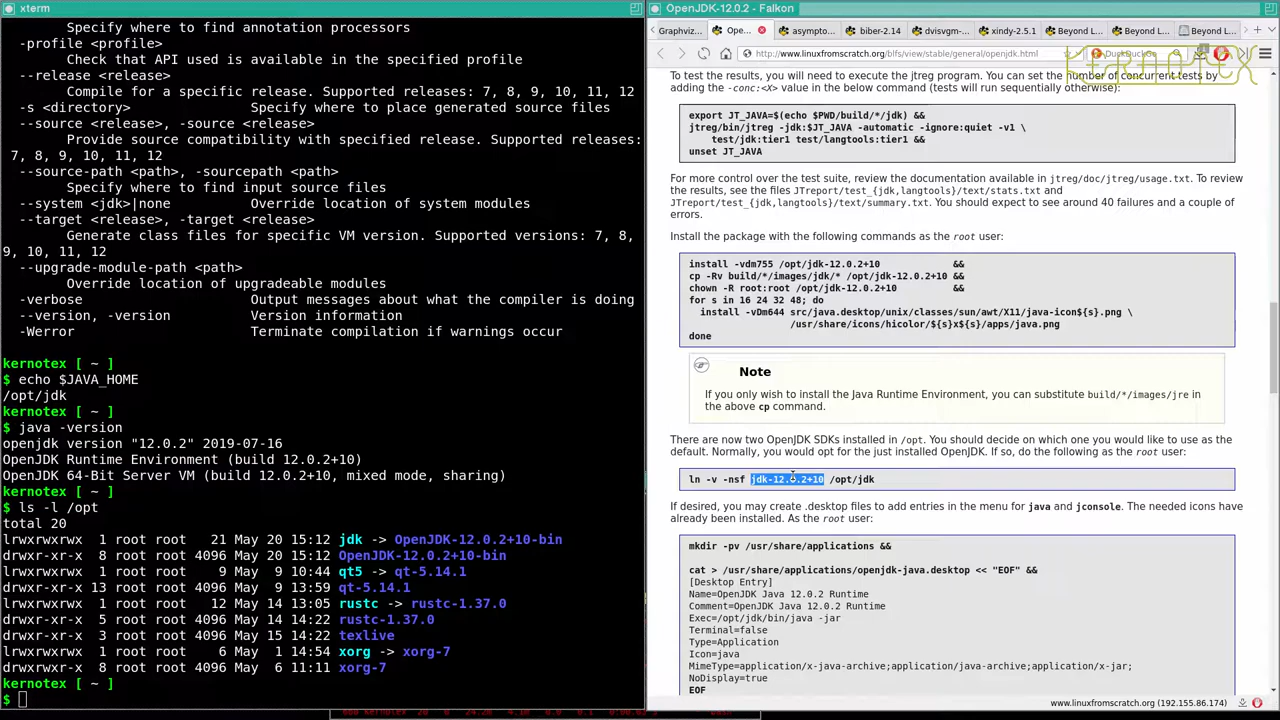 xterm
Specify where to find annotation processors
-profile <profile>
Check that API used is available in the specified profile
--release <release>
Compile for a specific release. Supported releases: 7, 8, 9, 10, 11, 12
-s <directory> Specify where to place generated source files
--source <release>, -source <release>
Provide source compatibility with specified release. Supported releases:
7, 8, 9, 10, 11, 12
--source-path <path>, -sourcepath <path>
Specify where to find input source files
--system <jdk>|none Override location of system modules
--target <release>, -target <release>
Generate class files for specific VM version. Supported versions: 7, 8,
9, 10, 11, 12
--upgrade-module-path <path>
Override location of upgradeable modules
-verbose Output messages about what the compiler is doing
--version, -version Version information
-Werror Terminate compilation if warnings occur
kernotex [ ~ ]
$ echo $JAVA_HOME
/opt/jdk
kernotex [ ~ ]
$ java -version
openjdk version "12.0.2" 2019-07-16
OpenJDK Runtime Environment (build 12.0.2+10)
OpenJDK 64-Bit Server VM (build 12.0.2+10, mixed mode, sharing)
kernotex [ ~ ]
$ ls -l /opt
total 20
lrwxrwxrwx 1 root root 21 May 20 15:12 jdk -> OpenJDK-12.0.2+10-bin
drwxr-xr-x 8 root root 4096 May 20 15:12 OpenJDK-12.0.2+10-bin
lrwxrwxrwx 1 root root 9 May 9 10:44 qt5 -> qt-5.14.1
drwxr-xr-x 13 root root 4096 May 9 13:59 qt-5.14.1
lrwxrwxrwx 1 root root 12 May 14 13:05 rustc -> rustc-1.37.0
drwxr-xr-x 5 root root 4096 May 14 14:22 rustc-1.37.0
drwxr-xr-x 3 root root 4096 May 15 14:22 texlive
lrwxrwxrwx 1 root root 6 May 1 14:54 xorg -> xorg-7
drwxr-xr-x 8 root root 4096 May 6 11:11 xorg-7
kernotex [ ~ ]
$
OpenJDK-12.0.2 - Falkon
Graphviz... Ope... asympto... biber-2.14 dvisvgm-... xindy-2.5.1 Beyond L... Beyond L... Beyond L...
http://www.linuxfromscratch.org/blfs/view/stable/general/openjdk.html DuckDuckGo
KERNOTEX
To test the results, you will need to execute the jtreg program. You can set the number of concurrent tests by
adding the -conc:<X> value in the below command (tests will run sequentially otherwise):
export JT_JAVA=$(echo $PWD/build/*/jdk) &&
jtreg/bin/jtreg -jdk:$JT_JAVA -automatic -ignore:quiet -v1 \
test/jdk:tier1 test/langtools:tier1 &&
unset JT_JAVA
For more control over the test suite, review the documentation available in jtreg/doc/jtreg/usage.txt. To review
the results, see the files JTreport/test_{jdk,langtools}/text/stats.txt and
JTreport/test_{jdk,langtools}/text/summary.txt. You should expect to see around 40 failures and a couple of
errors.
Install the package with the following commands as the root user:
install -vdm755 /opt/jdk-12.0.2+10 &&
cp -Rv build/*/images/jdk/* /opt/jdk-12.0.2+10 &&
chown -R root:root /opt/jdk-12.0.2+10 &&
for s in 16 24 32 48; do
install -vDm644 src/java.desktop/unix/classes/sun/awt/X11/java-icon${s}.png \
/usr/share/icons/hicolor/${s}x${s}/apps/java.png
done
Note
If you only wish to install the Java Runtime Environment, you can substitute build/*/images/jre in
the above cp command.
There are now two OpenJDK SDKs installed in /opt. You should decide on which one you would like to use as the
default. Normally, you would opt for the just installed OpenJDK. If so, do the following as the root user:
ln -v -nsf jdk-12.0.2+10 /opt/jdk
If desired, you may create .desktop files to add entries in the menu for java and jconsole. The needed icons have
already been installed. As the root user:
mkdir -pv /usr/share/applications &&
cat > /usr/share/applications/openjdk-java.desktop << "EOF" &&
[Desktop Entry]
Name=OpenJDK Java 12.0.2 Runtime
Comment=OpenJDK Java 12.0.2 Runtime
Exec=/opt/jdk/bin/java -jar
Terminal=false
Type=Application
Icon=java
MimeType=application/x-java-archive;application/java-archive;application/x-jar;
NoDisplay=true
EOF
www.linuxfromscratch.org (192.155.86.174)